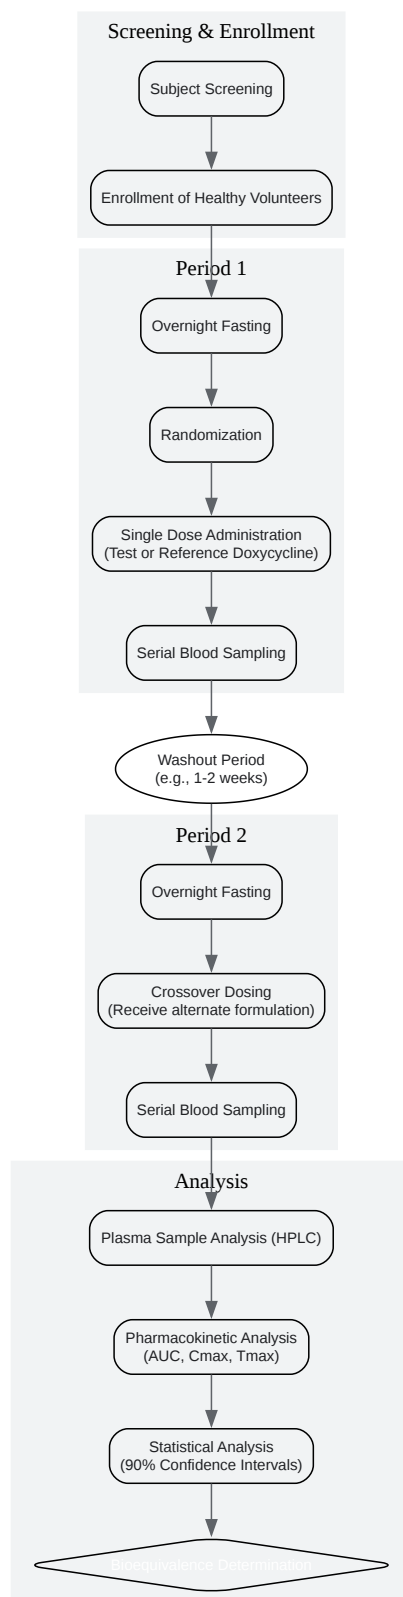 Screening & Enrollment
Subject Screening
Enrollment of Healthy Volunteers
Period 1
Overnight Fasting
Randomization
Single Dose Administration
(Test or Reference Doxycycline)
Serial Blood Sampling
Washout Period
(e.g., 1-2 weeks)
Period 2
Overnight Fasting
Crossover Dosing
(Receive alternate formulation)
Serial Blood Sampling
Analysis
Plasma Sample Analysis (HPLC)
Pharmacokinetic Analysis
(AUC, Cmax, Tmax)
Statistical Analysis
(90% Confidence Intervals)
Bioequivalence Determination